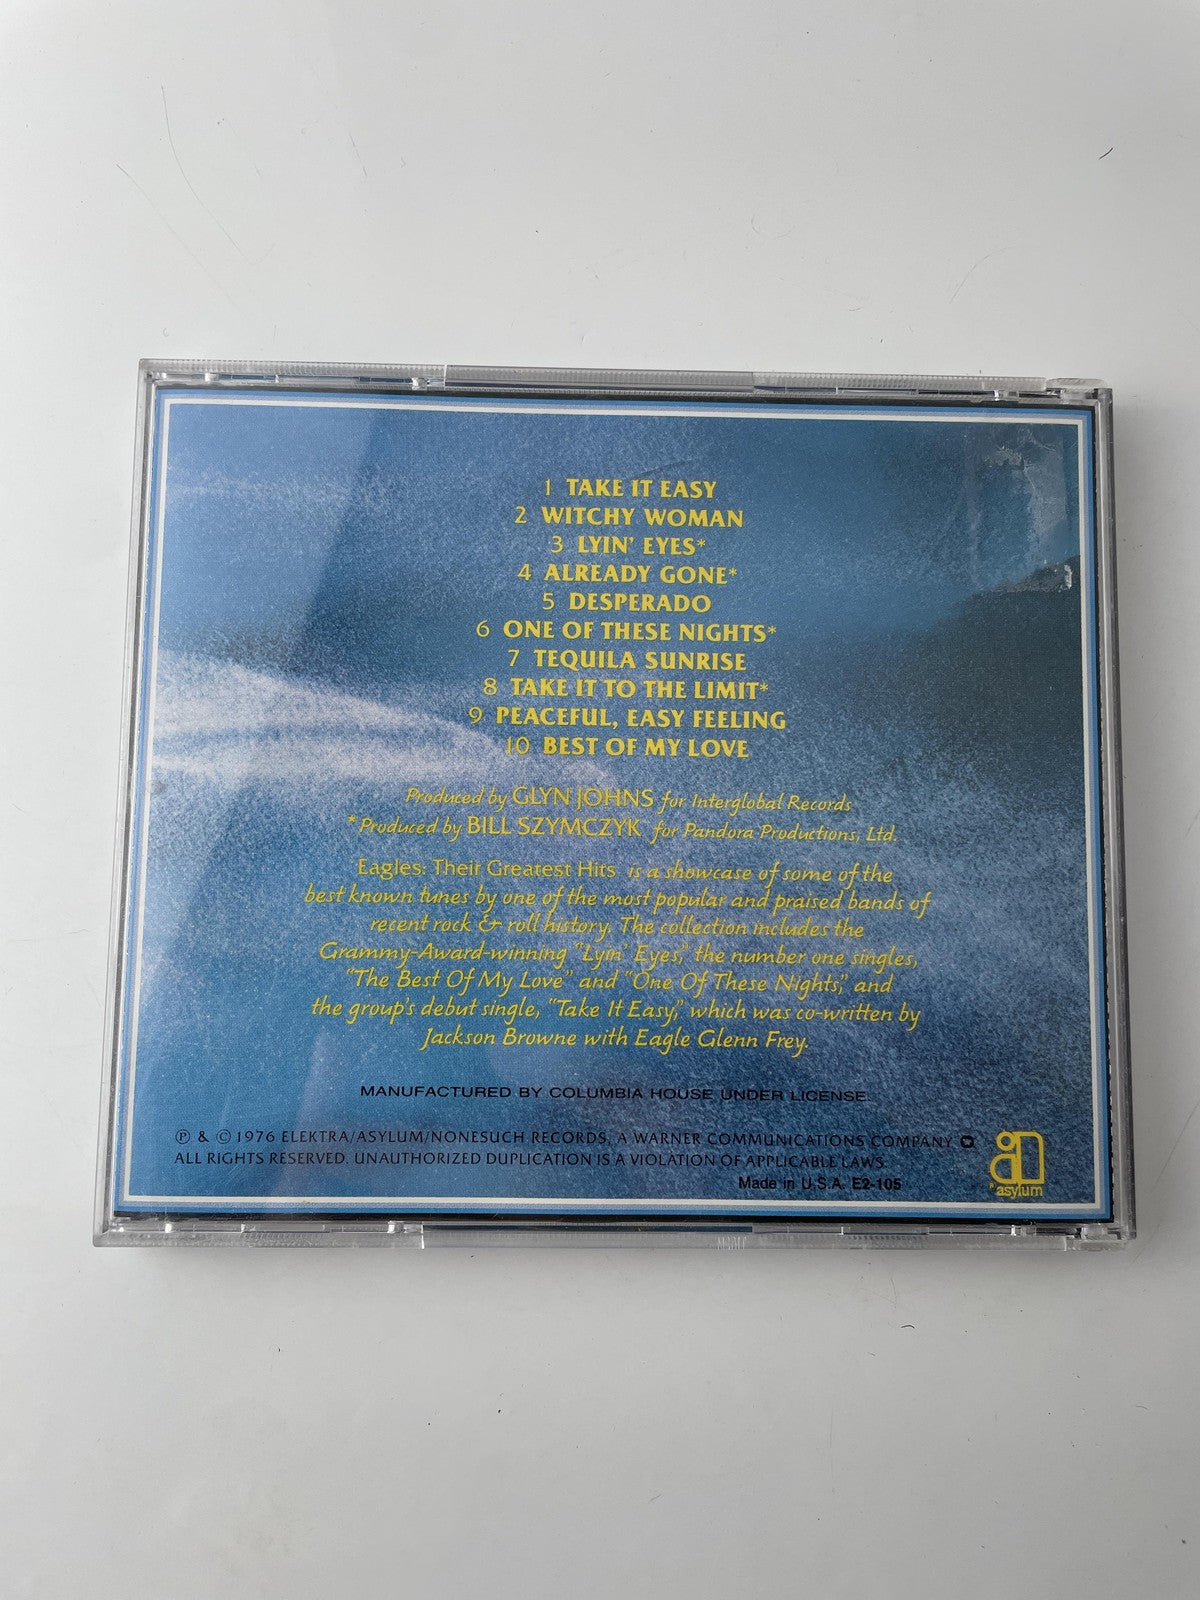 1 TAKE IT EASY
2 WITCHY WOMAN
3 LYIN' EYES*
4 ALREADY GONE*
5 DESPERADO
6 ONE OF THESE NIGHTS*
7 TEQUILA SUNRISE
8 TAKE IT TO THE LIMIT*
9 PEACEFUL, EASY FEELING
10 BEST OF MY LOVE
Produced by GLYN JOHNS for Interglobal Records
*Produced by BILL SZYMCZYK for Pandora Productions, Ltd.
Eagles: Their Greatest Hits is a showcase of some of the
best known tunes by one of the most popular and praised bands of
recent rock & roll history. The collection includes the
Grammy-Award-winning "Lyin' Eyes," the number one singles,
"The Best Of My Love" and "One Of These Nights," and
the group's debut single, "Take It Easy," which was co-written by
Jackson Browne with Eagle Glenn Frey.
MANUFACTURED BY COLUMBIA HOUSE UNDER LICENSE.
℗ & © 1976 ELEKTRA/ASYLUM/NONESUCH RECORDS, A WARNER COMMUNICATIONS COMPANY
ALL RIGHTS RESERVED. UNAUTHORIZED DUPLICATION IS A VIOLATION OF APPLICABLE LAWS.
Made in U.S.A. E2-105
asylum